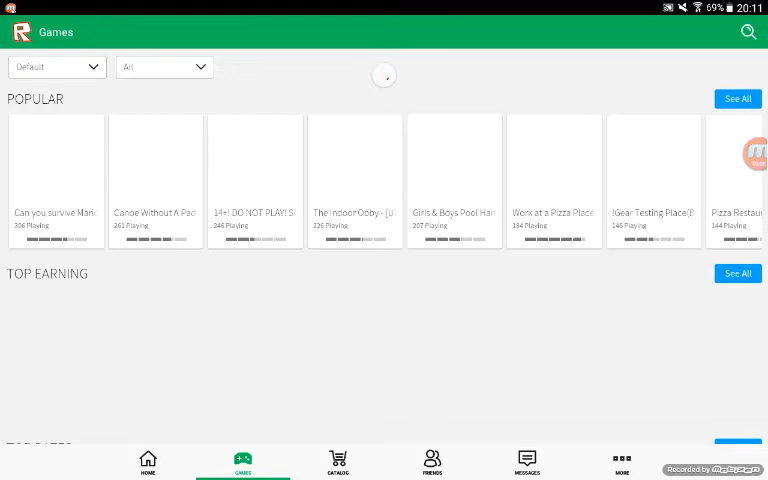 69% 20:11
R Games
Default All
POPULAR See All
Can you survive Mari
306 Playing
Canoe Without A Pad
261 Playing
14+! DO NOT PLAY!
246 Playing
The Indoor Obby -
226 Playing
Girls & Boys Pool Han
207 Playing
Work at a Pizza Place
184 Playing
!Gear Testing Place(B
146 Playing
Pizza Restau
144 Playing
TOP EARNING See All
HOME GAMES CATALOG FRIENDS MESSAGES MORE
Recorded by Mobizen